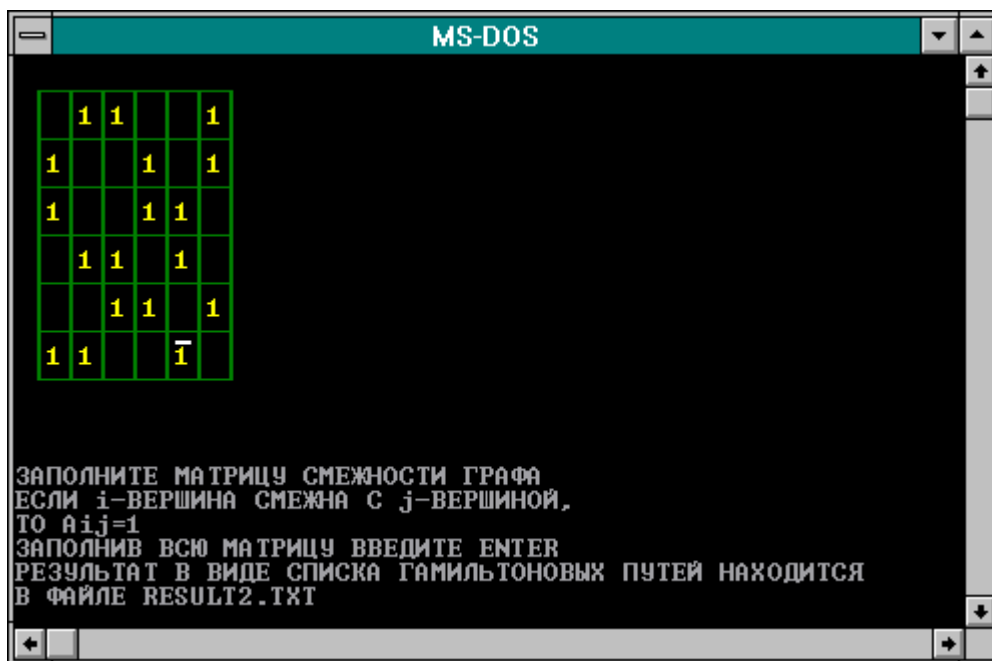 MS-DOS
1 1 1
1 1 1
1 1 1
1 1 1
1 1 1
1 1 1
ЗАПОЛНИТЕ МАТРИЦУ СМЕЖНОСТИ ГРАФА
ЕСЛИ i-ВЕРШИНА СМЕЖНА С j-ВЕРШИНОЙ,
ТО Aij=1
ЗАПОЛНИВ ВСЮ МАТРИЦУ ВВЕДИТЕ ENTER
РЕЗУЛЬТАТ В ВИДЕ СПИСКА ГАМИЛЬТОНОВЫХ ПУТЕЙ НАХОДИТСЯ
В ФАЙЛЕ RESULT2.TXT